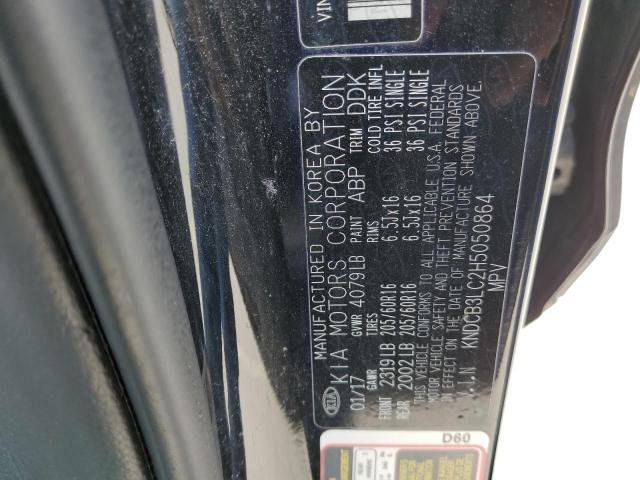 VIN
MANUFACTURED IN KOREA BY
KIA KIA MOTORS CORPORATION
01/17 GVWR 4079LB PAINT ABP TRIM DDK
GAWR TIRES RIMS COLD TIRE INFL
FRONT 2319LB 205/60R16 6.5Jx16 36 PSI SINGLE
REAR 2002LB 205/60R16 6.5Jx16 36 PSI SINGLE
THIS VEHICLE CONFORMS TO ALL APPLICABLE U.S.A. FEDERAL
MOTOR VEHICLE SAFETY AND THEFT PREVENTION STANDARDS
IN EFFECT ON THE DATE OF MANUFACTURE SHOWN ABOVE.
V.I.N KNDCB3LC2H5050864
MPV
D60